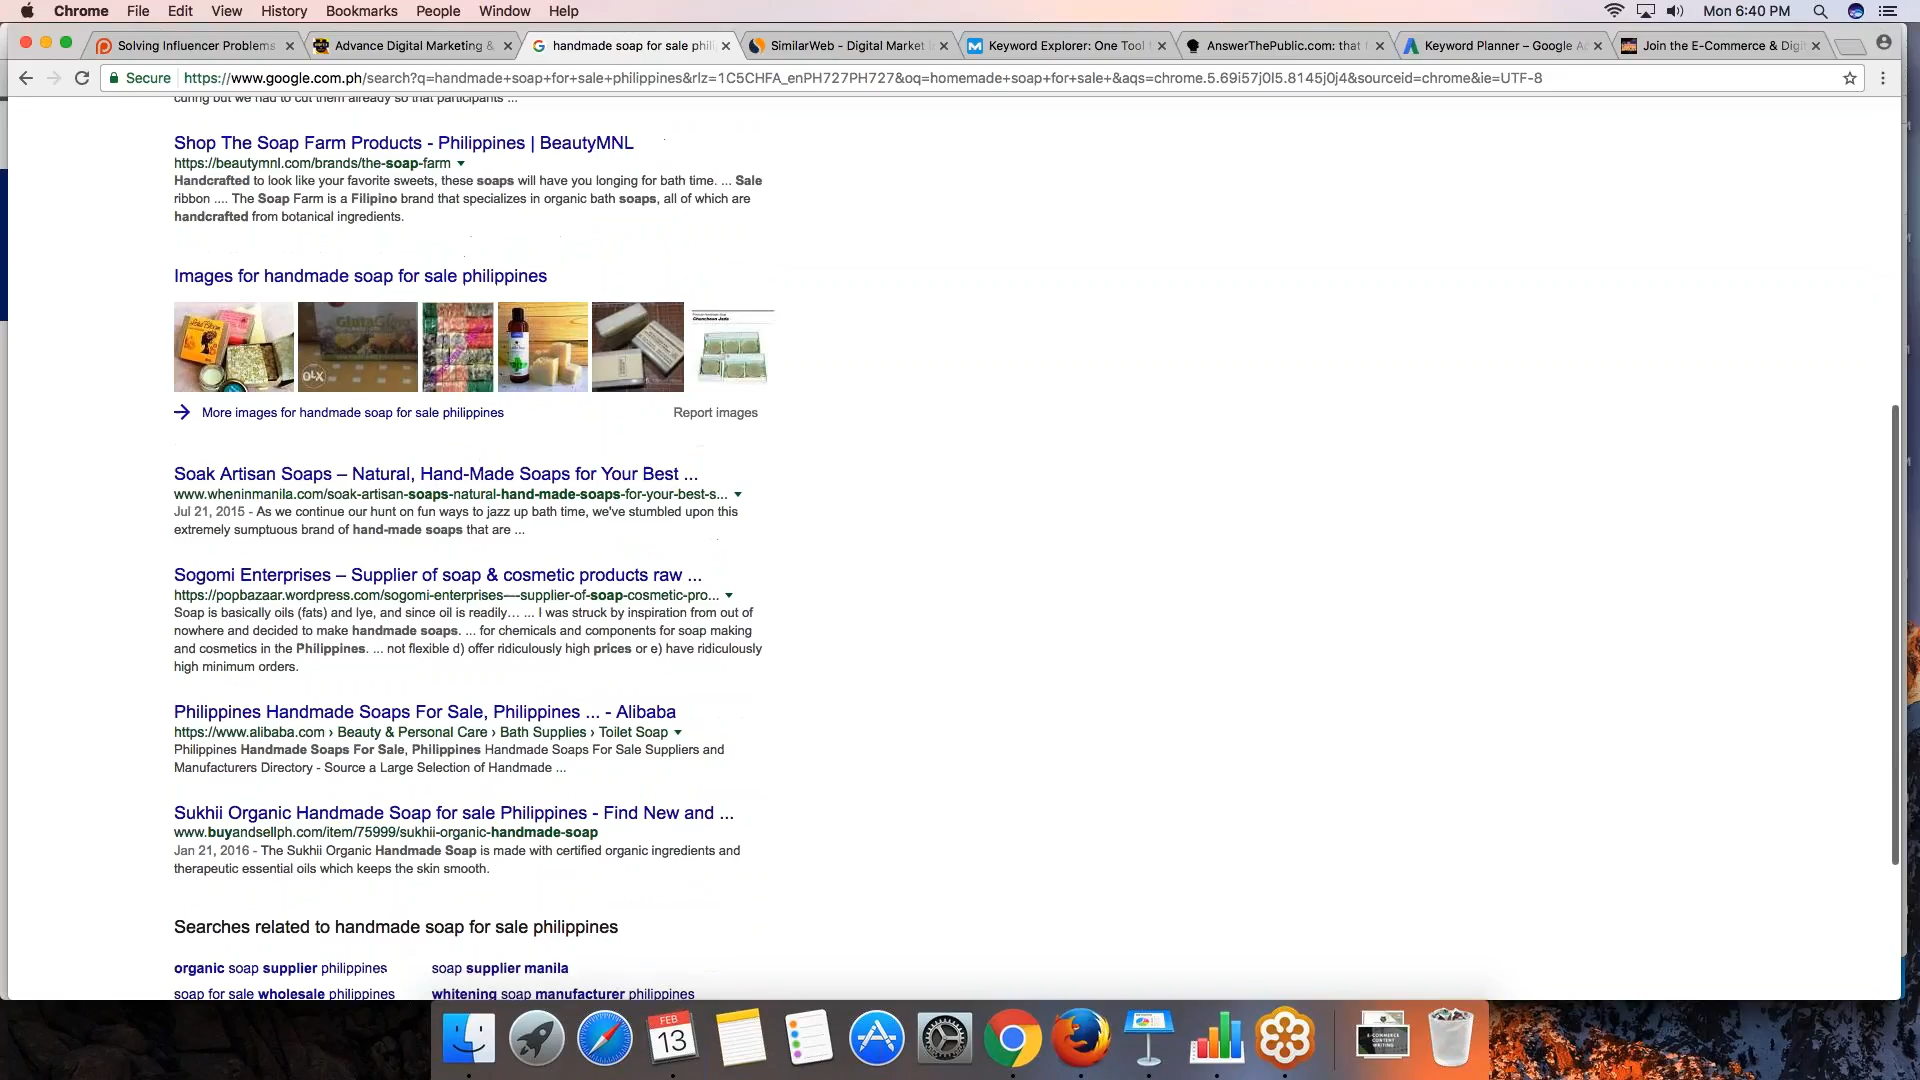 Chrome File Edit View History Bookmarks People Window Help Mon 6:40 PM
Solving Influencer Problems
Advance Digital Marketing &
handmade soap for sale phili
SimilarWeb - Digital Market I
Keyword Explorer: One Tool f
AnswerThePublic.com: that f
Keyword Planner – Google A
Join the E-Commerce & Digit
Secure https://www.google.com.ph/search?q=handmade+soap+for+sale+philippines&rlz=1C5CHFA_enPH727PH727&oq=homemade+soap+for+sale+&aqs=chrome.5.69i57j0l5.8145j0j4&sourceid=chrome&ie=UTF-8
curing but we had to cut them already so that participants ...
Shop The Soap Farm Products - Philippines | BeautyMNL
https://beautymnl.com/brands/the-soap-farm
Handcrafted to look like your favorite sweets, these soaps will have you longing for bath time. ... Sale
ribbon .... The Soap Farm is a Filipino brand that specializes in organic bath soaps, all of which are
handcrafted from botanical ingredients.
Images for handmade soap for sale philippines
OLX
More images for handmade soap for sale philippines Report images
Soak Artisan Soaps – Natural, Hand-Made Soaps for Your Best ...
www.wheninmanila.com/soak-artisan-soaps-natural-hand-made-soaps-for-your-best-s...
Jul 21, 2015 - As we continue our hunt on fun ways to jazz up bath time, we've stumbled upon this
extremely sumptuous brand of hand-made soaps that are ...
Sogomi Enterprises – Supplier of soap & cosmetic products raw ...
https://popbazaar.wordpress.com/sogomi-enterprises-–-supplier-of-soap-cosmetic-pro...
Soap is basically oils (fats) and lye, and since oil is readily… ... I was struck by inspiration from out of
nowhere and decided to make handmade soaps. ... for chemicals and components for soap making
and cosmetics in the Philippines. ... not flexible d) offer ridiculously high prices or e) have ridiculously
high minimum orders.
Philippines Handmade Soaps For Sale, Philippines ... - Alibaba
https://www.alibaba.com › Beauty & Personal Care › Bath Supplies › Toilet Soap
Philippines Handmade Soaps For Sale, Philippines Handmade Soaps For Sale Suppliers and
Manufacturers Directory - Source a Large Selection of Handmade ...
Sukhii Organic Handmade Soap for sale Philippines - Find New and ...
www.buyandsellph.com/item/75999/sukhii-organic-handmade-soap
Jan 21, 2016 - The Sukhii Organic Handmade Soap is made with certified organic ingredients and
therapeutic essential oils which keeps the skin smooth.
Searches related to handmade soap for sale philippines
organic soap supplier philippines soap supplier manila
soap for sale wholesale philippines whitening soap manufacturer philippines
FEB
13
E-COMMERCE
CONTENT
WRITING